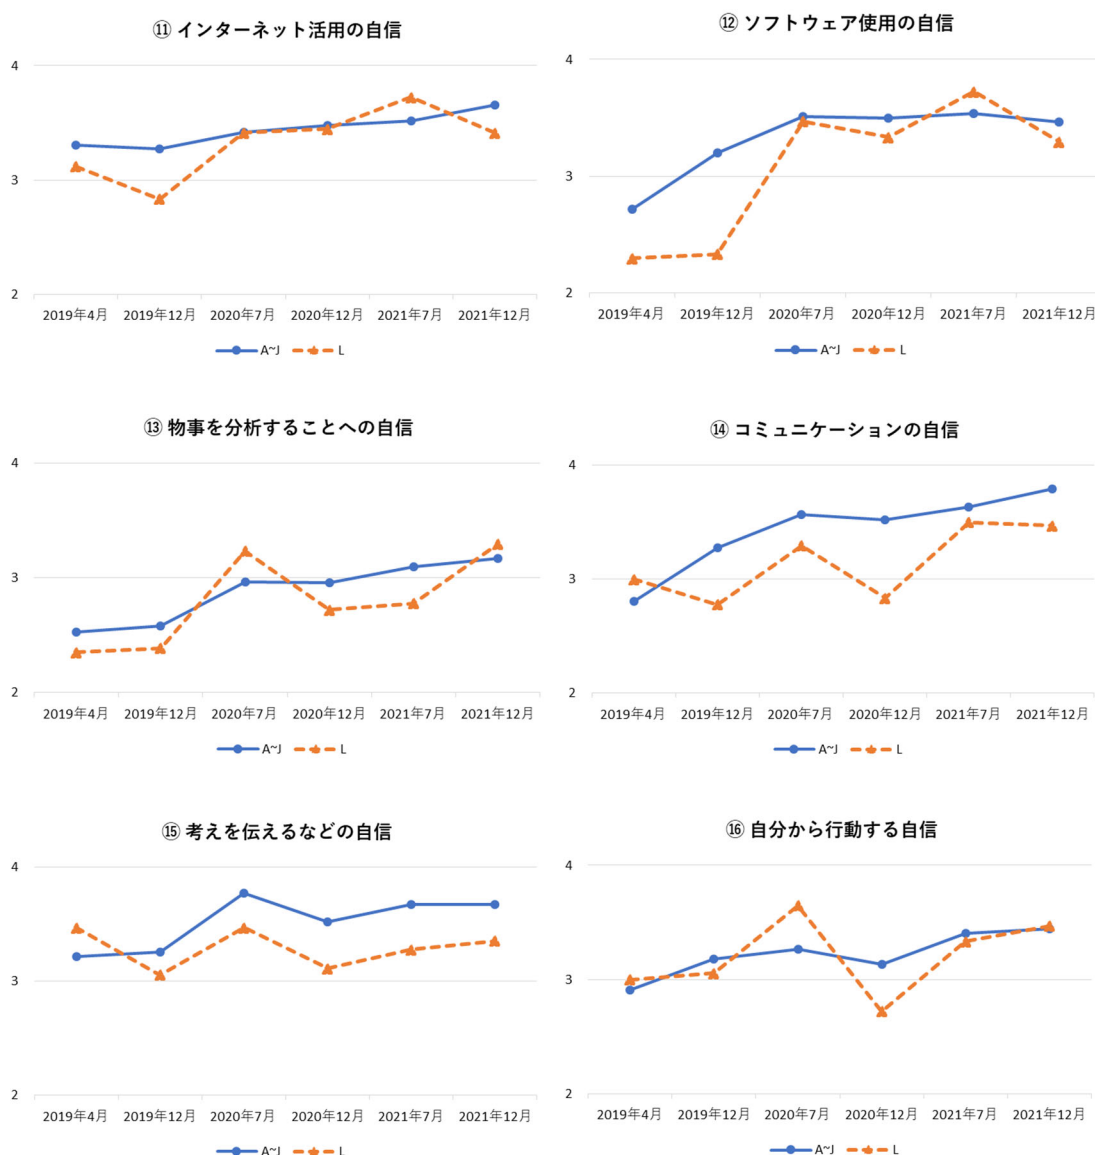 ⑪ インターネット活用の自信
4
3
2
2019年4月 2019年12月 2020年7月 2020年12月 2021年7月 2021年12月
A~J L
⑫ ソフトウェア使用の自信
4
3
2
2019年4月 2019年12月 2020年7月 2020年12月 2021年7月 2021年12月
A~J L
⑬ 物事を分析することへの自信
4
3
2
2019年4月 2019年12月 2020年7月 2020年12月 2021年7月 2021年12月
A~J L
⑭ コミュニケーションの自信
4
3
2
2019年4月 2019年12月 2020年7月 2020年12月 2021年7月 2021年12月
A~J L
⑮ 考えを伝えるなどの自信
4
3
2
2019年4月 2019年12月 2020年7月 2020年12月 2021年7月 2021年12月
A~J L
⑯ 自分から行動する自信
4
3
2
2019年4月 2019年12月 2020年7月 2020年12月 2021年7月 2021年12月
A~J L